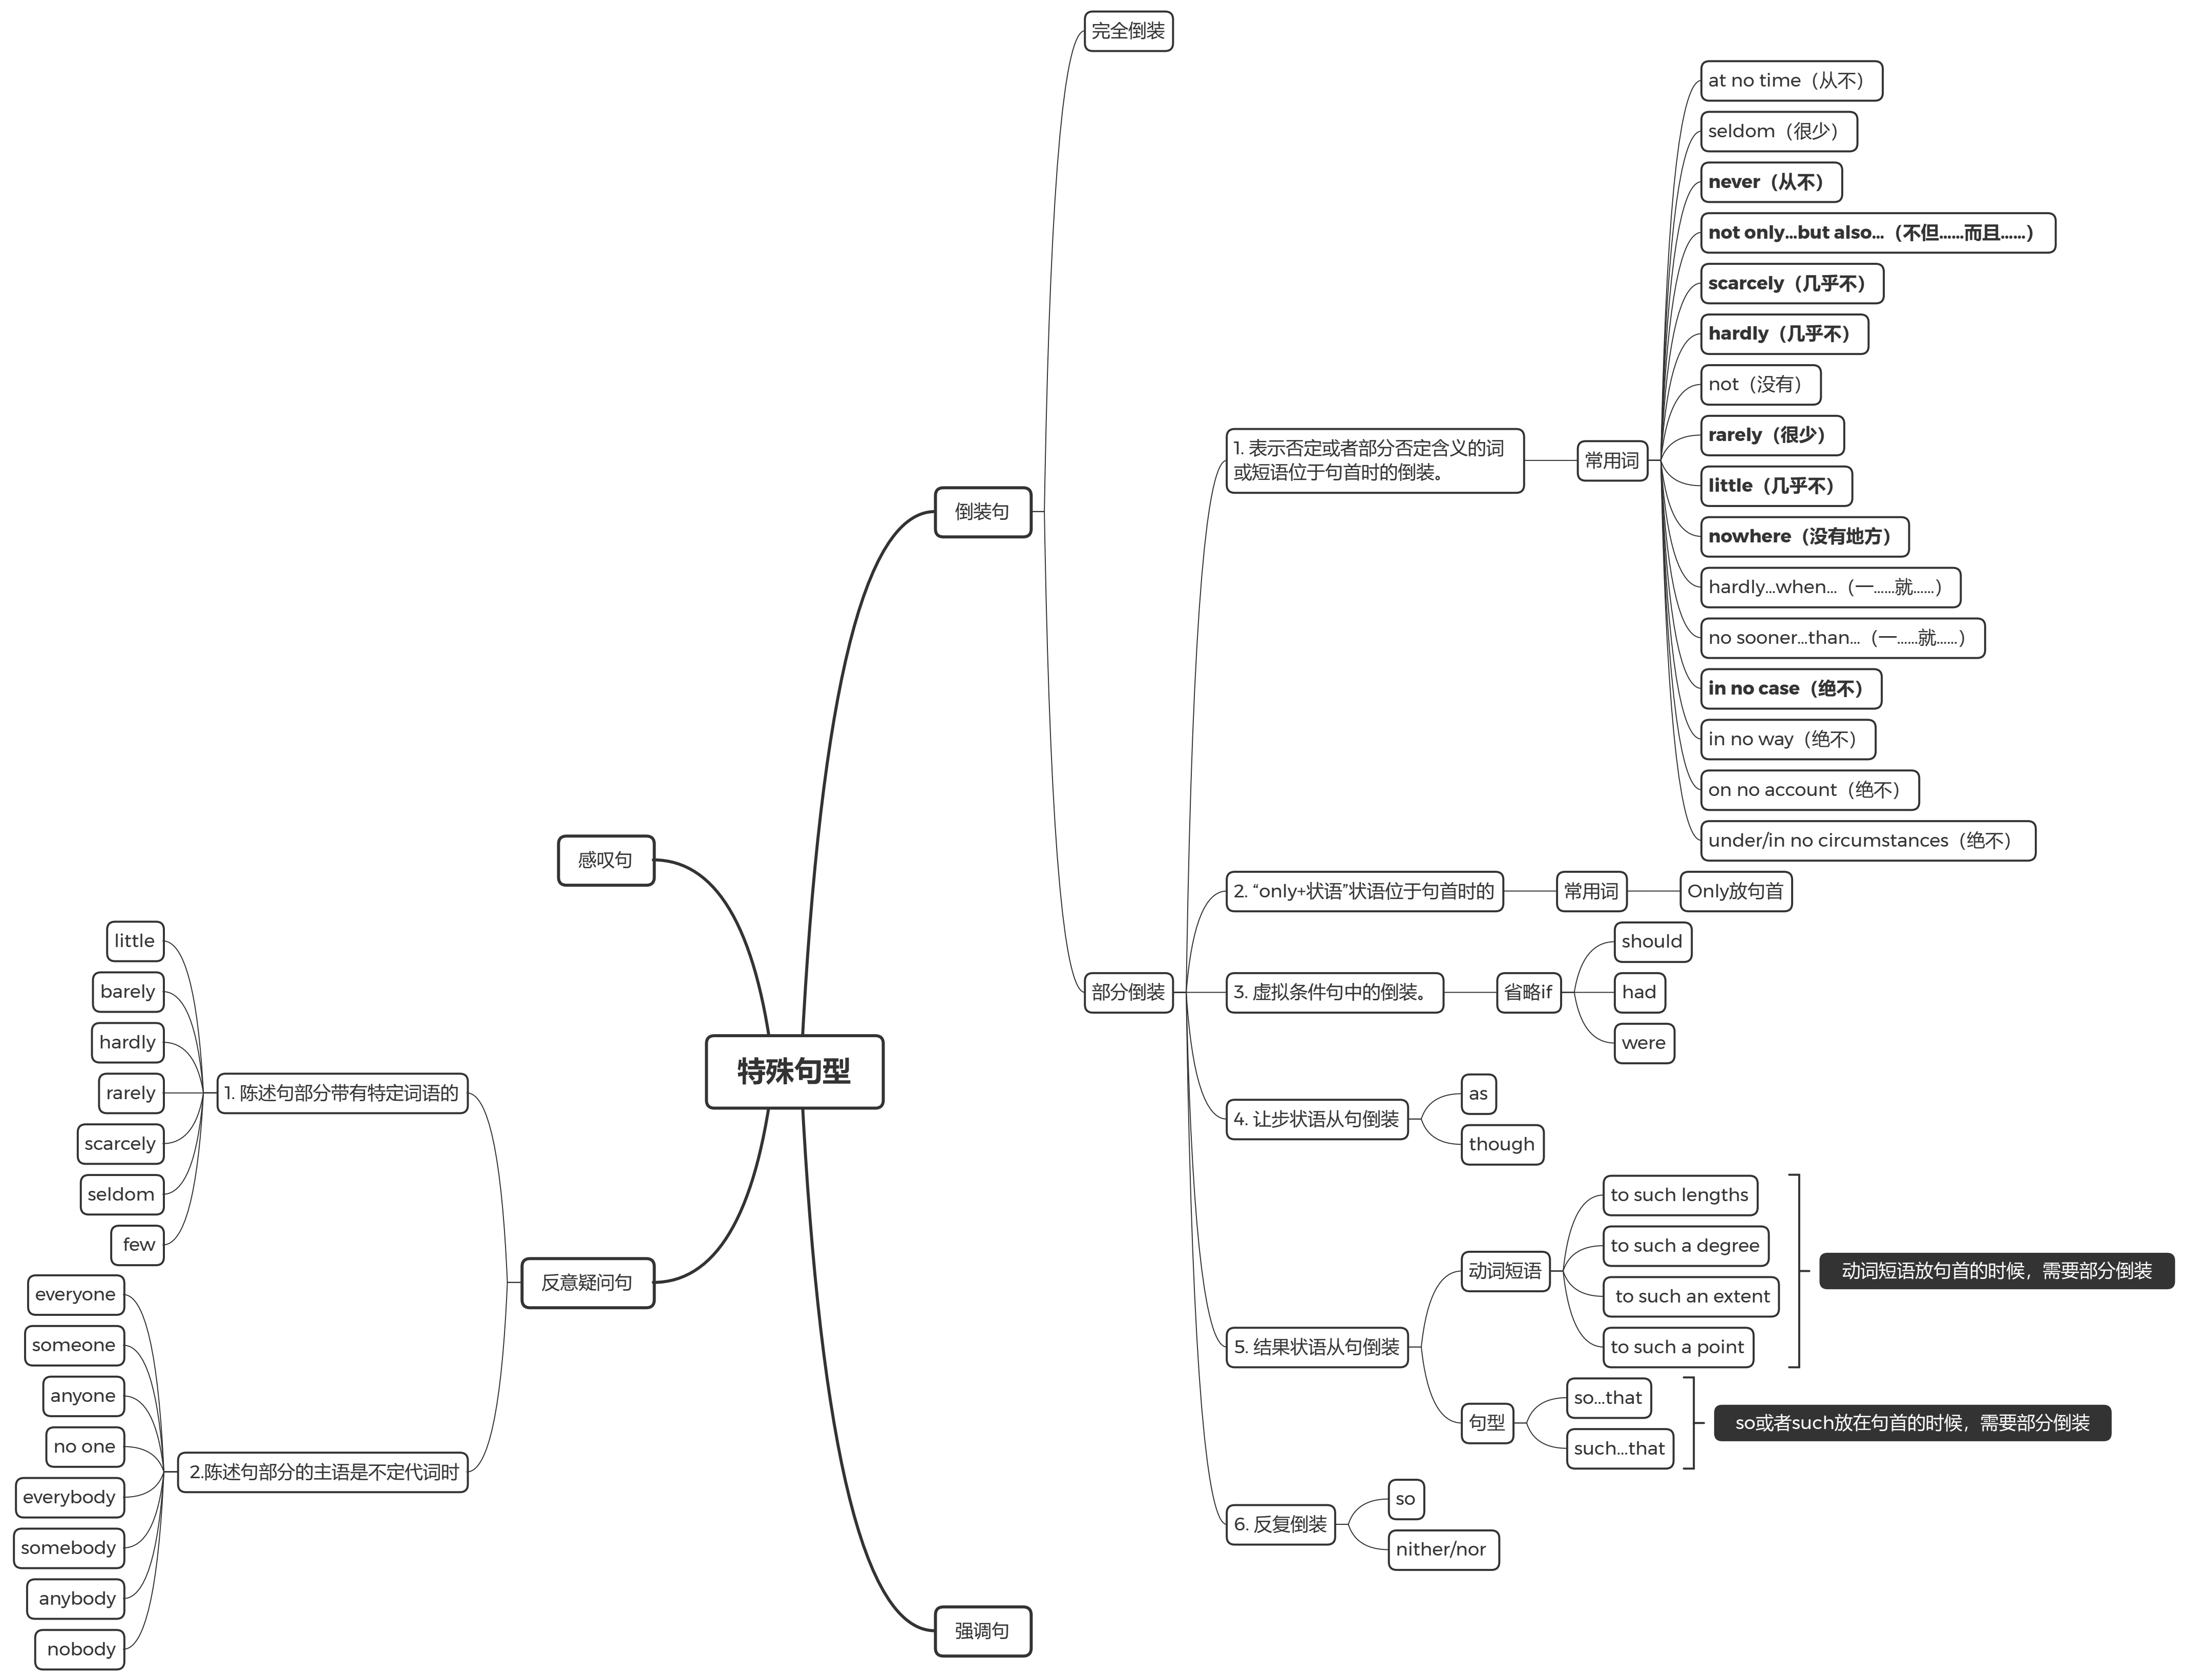 特殊句型
倒装句
完全倒装
部分倒装
1. 表示否定或者部分否定含义的词
或短语位于句首时的倒装。
常用词
at no time（从不）
seldom（很少）
never（从不）
not only...but also...（不但......而且......）
scarcely（几乎不）
hardly（几乎不）
not（没有）
rarely（很少）
little（几乎不）
nowhere（没有地方）
hardly...when...（一......就......）
no sooner...than...（一......就......）
in no case（绝不）
in no way（绝不）
on no account（绝不）
under/in no circumstances（绝不）
2. “only+状语”状语位于句首时的
常用词
Only放句首
3. 虚拟条件句中的倒装。
省略if
should
had
were
4. 让步状语从句倒装
as
though
5. 结果状语从句倒装
动词短语
to such lengths
to such a degree
to such an extent
to such a point
动词短语放句首的时候，需要部分倒装
句型
so...that
such...that
so或者such放在句首的时候，需要部分倒装
6. 反复倒装
so
nither/nor
强调句
感叹句
反意疑问句
1. 陈述句部分带有特定词语的
little
barely
hardly
rarely
scarcely
seldom
few
2.陈述句部分的主语是不定代词时
everyone
someone
anyone
no one
everybody
somebody
anybody
nobody